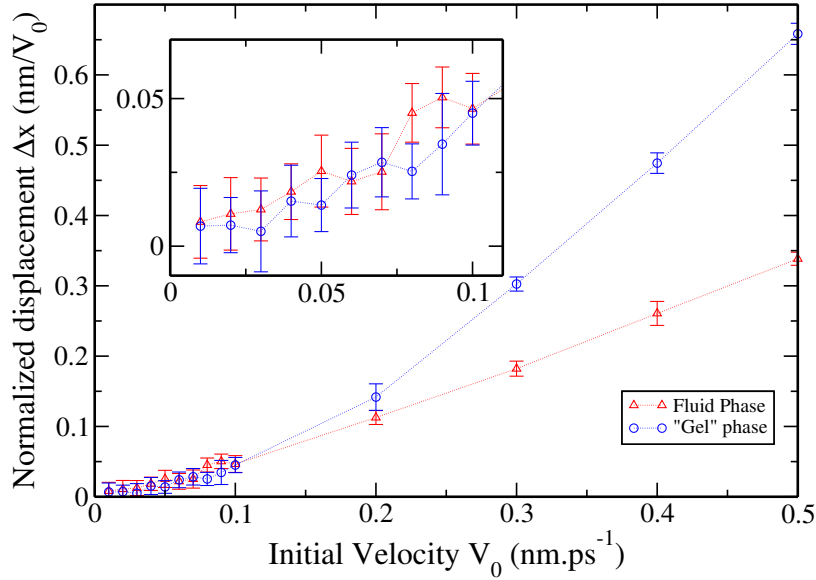 Normalized displacement Δx (nm/V_0)
0.6
0.5
0.4
0.3
0.2
0.1
0
0.05
0
0 0.05 0.1
Fluid Phase
"Gel" phase
0 0.1 0.2 0.3 0.4 0.5
Initial Velocity V_0 (nm.ps^-1)